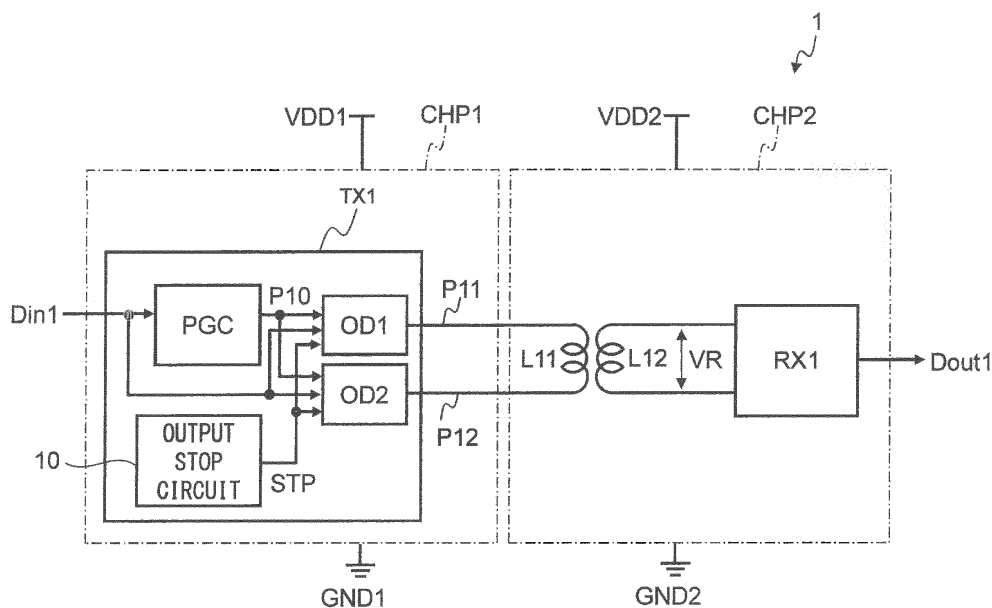 1
VDD1
CHP1
VDD2
CHP2
TX1
Din1
PGC
P10
OD1
OD2
P11
P12
L11
L12
VR
RX1
Dout1
10
OUTPUT
STOP
CIRCUIT
STP
GND1
GND2